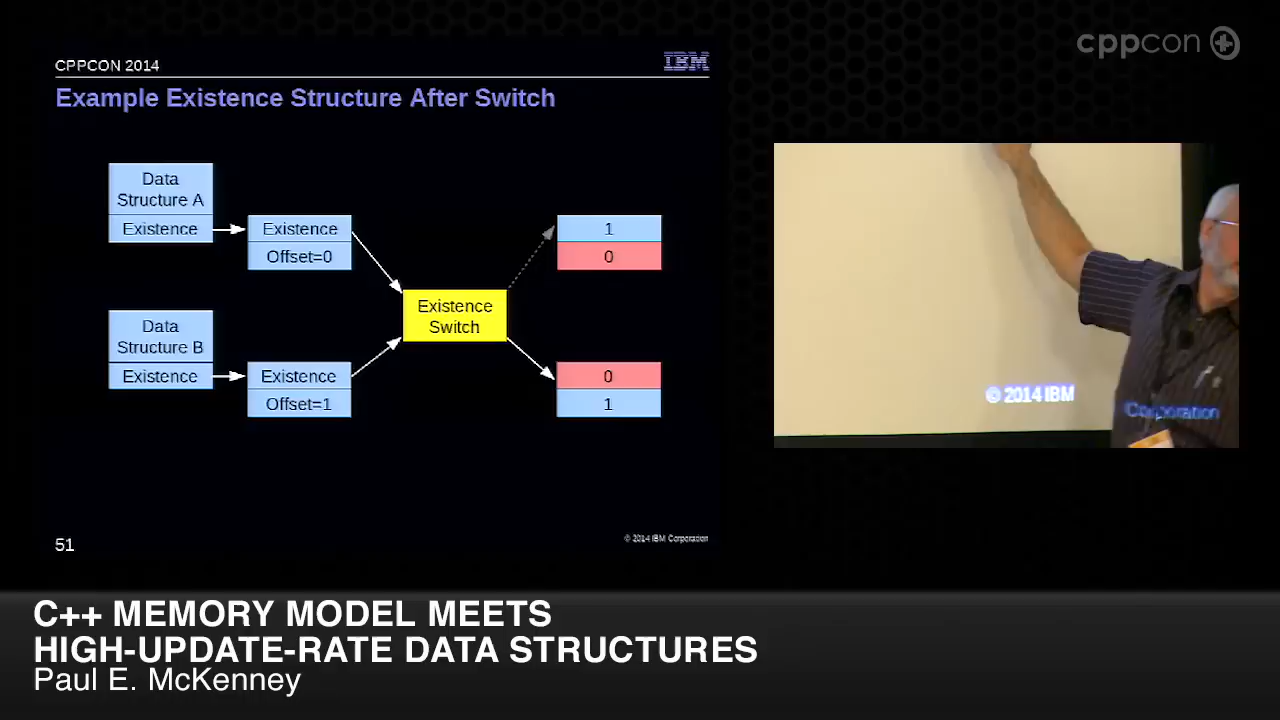 cppcon
CPPCON 2014
IBM
Example Existence Structure After Switch
Data
Structure A
Existence
Existence
Offset=0
1
0
Existence
Switch
Data
Structure B
Existence
Existence
Offset=1
0
1
51
© 2014 IBM Corporation
© 2014 IBM
Corporation
C++ MEMORY MODEL MEETS
HIGH-UPDATE-RATE DATA STRUCTURES
Paul E. McKenney